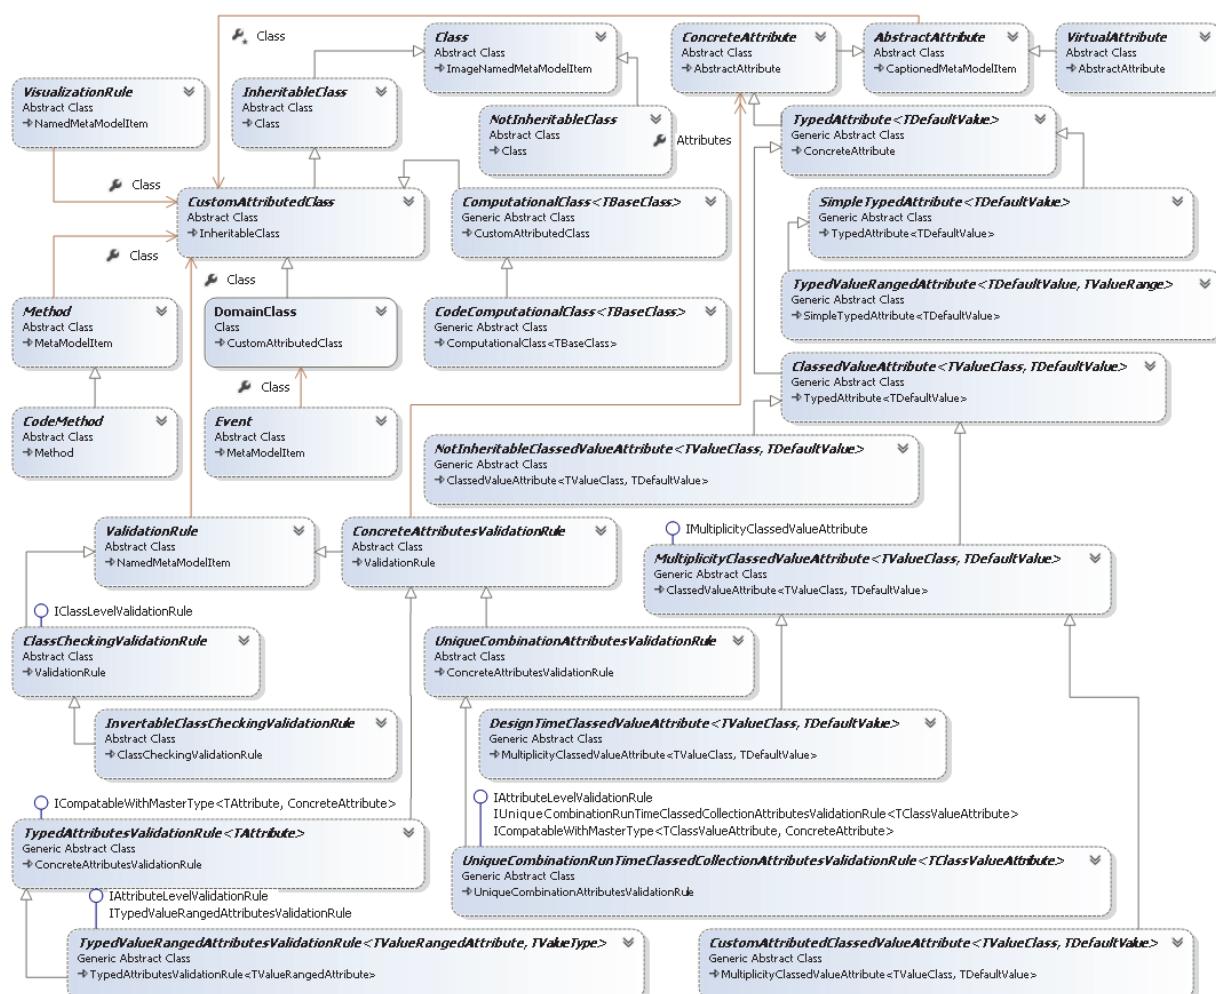 Class
Class
Abstract Class
ImageNamedMetaModelItem
ConcreteAttribute
Abstract Class
AbstractAttribute
AbstractAttribute
Abstract Class
CaptionedMetaModelItem
VirtualAttribute
Abstract Class
AbstractAttribute
VisualizationRule
Abstract Class
NamedMetaModelItem
InheritableClass
Abstract Class
Class
NotInheritableClass
Abstract Class
Class
Attributes
TypedAttribute<TDefaultValue>
Generic Abstract Class
ConcreteAttribute
Class
CustomAttributedClass
Abstract Class
InheritableClass
ComputationalClass<TBaseClass>
Generic Abstract Class
CustomAttributedClass
SimpleTypedAttribute<TDefaultValue>
Generic Abstract Class
TypedAttribute<TDefaultValue>
Class
Class
TypedValueRangedAttribute<TDefaultValue, TValueRange>
Generic Abstract Class
SimpleTypedAttribute<TDefaultValue>
Method
Abstract Class
MetaModelItem
DomainClass
Class
CustomAttributedClass
CodeComputationalClass<TBaseClass>
Generic Abstract Class
ComputationalClass<TBaseClass>
ClassedValueAttribute<TValueClass, TDefaultValue>
Generic Abstract Class
TypedAttribute<TDefaultValue>
Class
CodeMethod
Abstract Class
Method
Event
Abstract Class
MetaModelItem
NotInheritableClassedValueAttribute<TValueClass, TDefaultValue>
Generic Abstract Class
ClassedValueAttribute<TValueClass, TDefaultValue>
ValidationRule
Abstract Class
NamedMetaModelItem
ConcreteAttributesValidationRule
Abstract Class
ValidationRule
IMultiplicityClassedValueAttribute
MultiplicityClassedValueAttribute<TValueClass, TDefaultValue>
Generic Abstract Class
ClassedValueAttribute<TValueClass, TDefaultValue>
IClassLevelValidationRule
ClassCheckingValidationRule
Abstract Class
ValidationRule
UniqueCombinationAttributesValidationRule
Abstract Class
ConcreteAttributesValidationRule
InvertableClassCheckingValidationRule
Abstract Class
ClassCheckingValidationRule
DesignTimeClassedValueAttribute<TValueClass, TDefaultValue>
Generic Abstract Class
MultiplicityClassedValueAttribute<TValueClass, TDefaultValue>
ICompatableWithMasterType<TAttribute, ConcreteAttribute>
TypedAttributesValidationRule<TAttribute>
Generic Abstract Class
ConcreteAttributesValidationRule
IAttributeLevelValidationRule
IUniqueCombinationRunTimeClassedCollectionAttributesValidationRule<TClassValueAttribute>
ICompatableWithMasterType<TClassValueAttribute, ConcreteAttribute>
UniqueCombinationRunTimeClassedCollectionAttributesValidationRule<TClassValueAttribute>
Generic Abstract Class
UniqueCombinationAttributesValidationRule
IAttributeLevelValidationRule
ITypedValueRangedAttributesValidationRule
TypedValueRangedAttributesValidationRule<TValueRangedAttribute, TValueType>
Generic Abstract Class
TypedAttributesValidationRule<TValueRangedAttribute>
CustomAttributedClassedValueAttribute<TValueClass, TDefaultValue>
Generic Abstract Class
MultiplicityClassedValueAttribute<TValueClass, TDefaultValue>